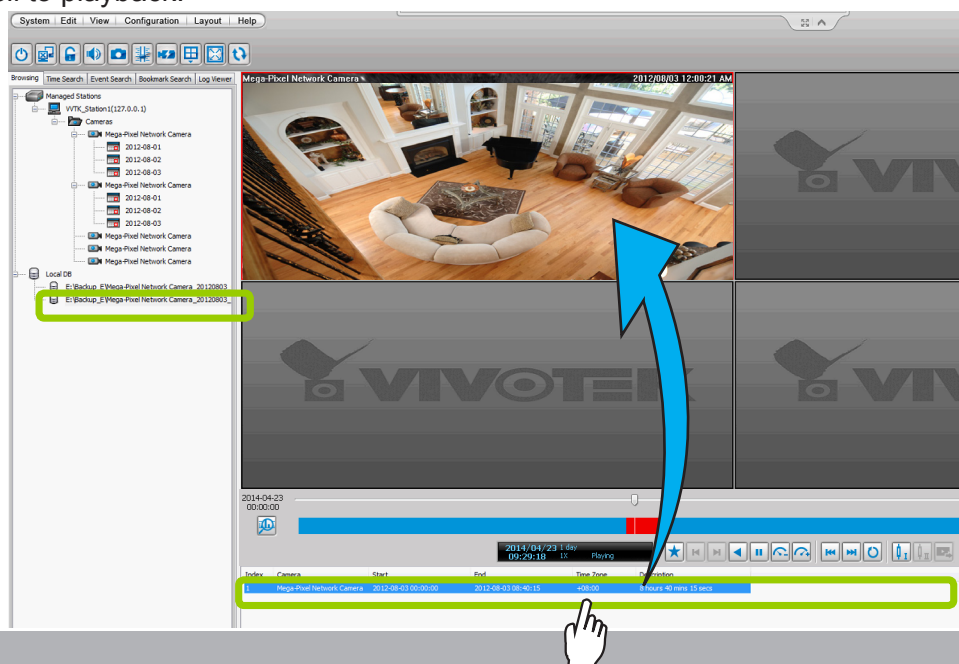 to playback.
System Edit View Configuration Layout Help
Browsing Time Search Event Search Bookmark Search Log Viewer
Mega-Pixel Network Camera 2012/08/03 12:00:21 AM
Managed Stations
VVTK_Station1(127.0.0.1)
Cameras
Mega-Pixel Network Camera
2012-08-01
2012-08-02
2012-08-03
Mega-Pixel Network Camera
2012-08-01
2012-08-02
2012-08-03
Mega-Pixel Network Camera
Mega-Pixel Network Camera
Mega-Pixel Network Camera
Local DB
E:\Backup_E\Mega-Pixel Network Camera_20120803
E:\Backup_E\Mega-Pixel Network Camera_20120803_
VIV
VIVOTEK
VIV
2014-04-23
00:00:00
2014/04/23 1 day
09:29:18 1X Playing
Index Camera Start End Time Zone Description
1 Mega-Pixel Network Camera 2012-08-03 00:00:00 2012-08-03 08:40:15 +08:00 8 hours 40 mins 15 secs